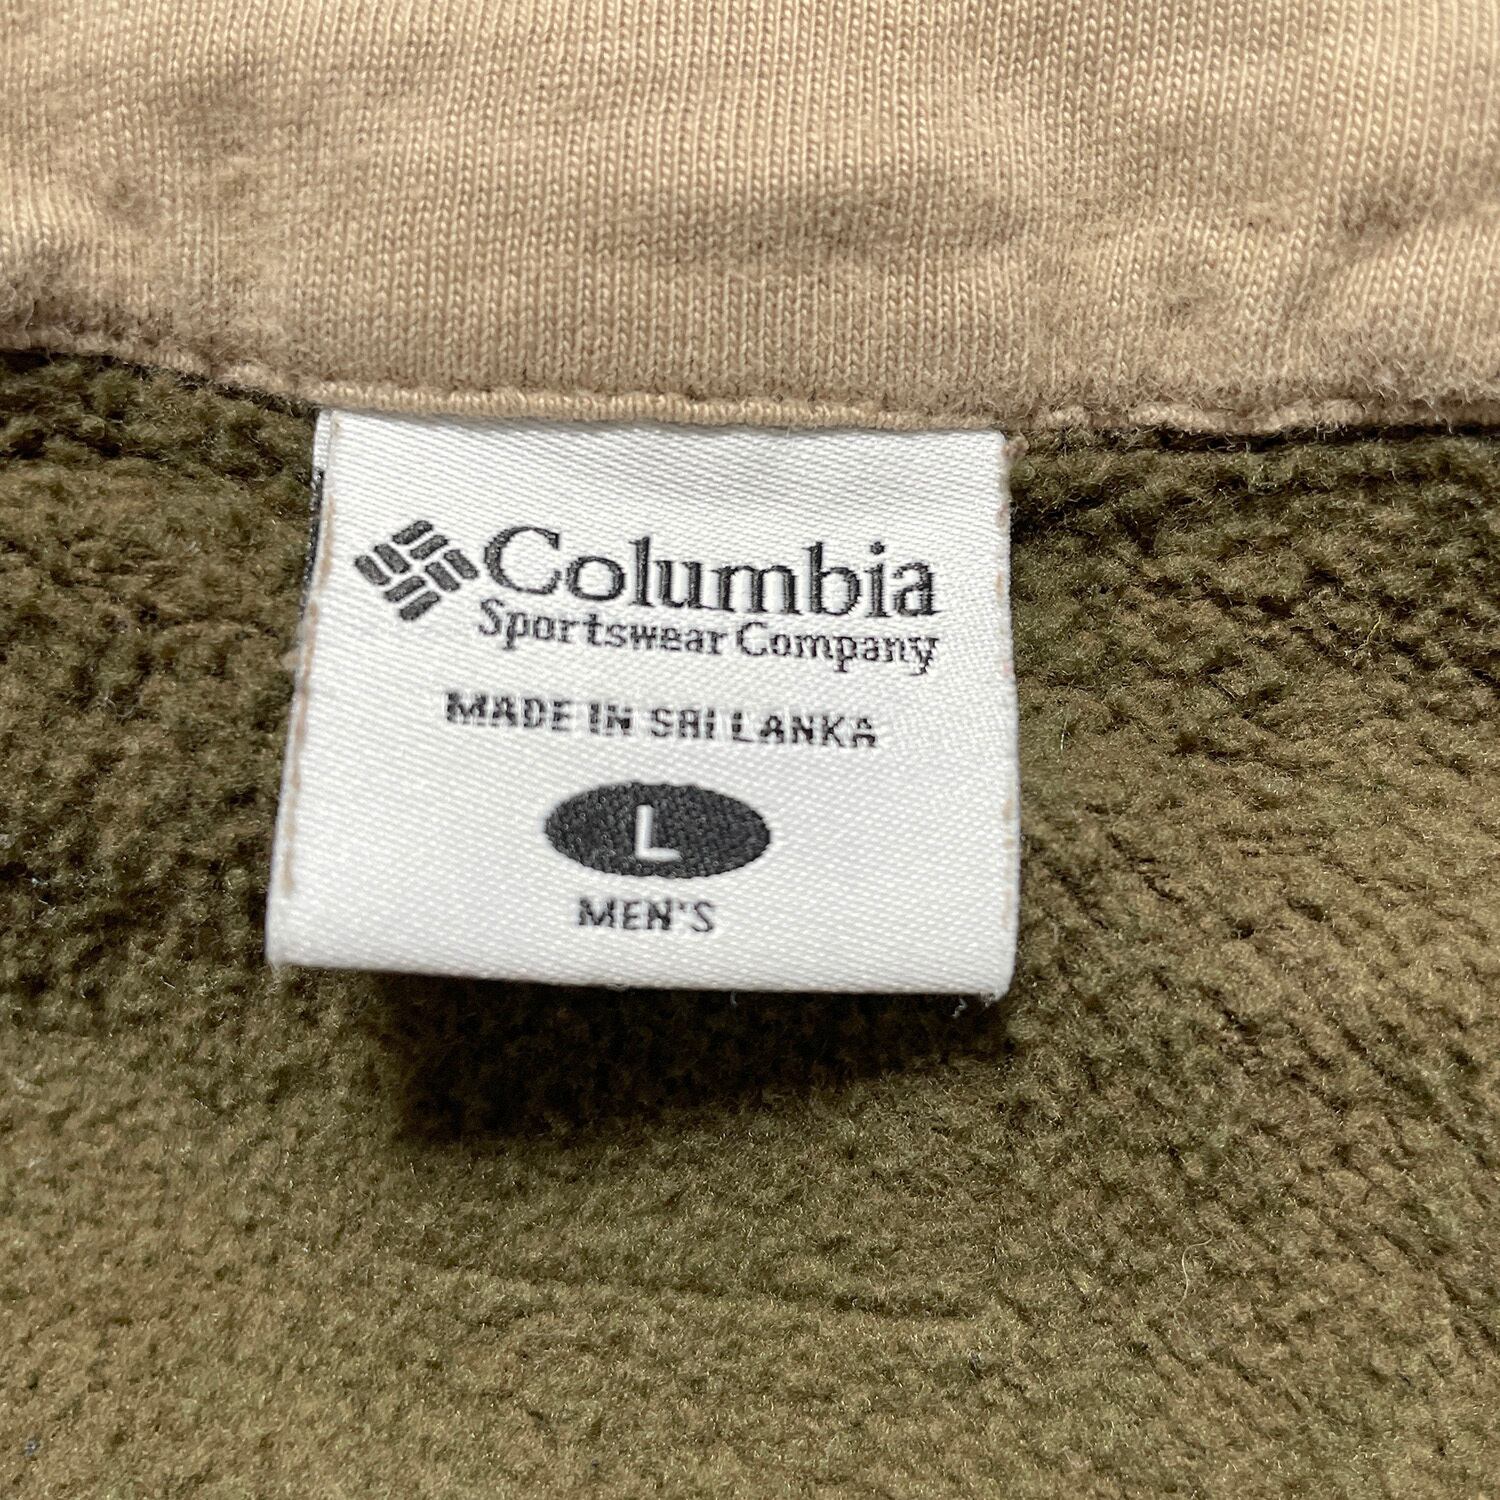 Columbia
Sportswear Company
MADE IN SRI LANKA
L
MEN'S